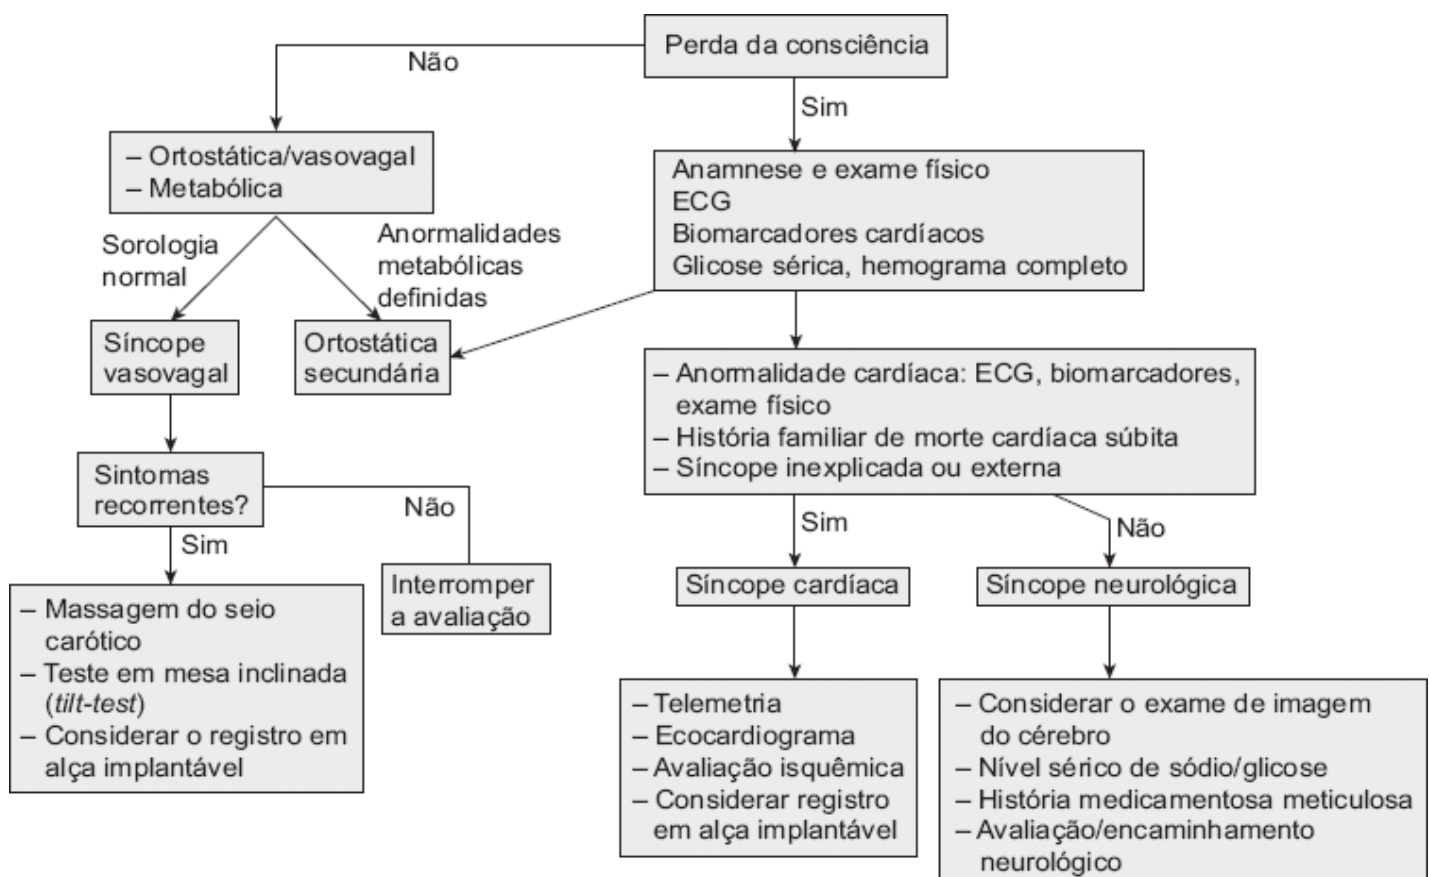 Perda da consciência
Não
Sim
– Ortostática/vasovagal
– Metabólica
Anamnese e exame físico
ECG
Biomarcadores cardíacos
Glicose sérica, hemograma completo
Sorologia
normal
Anormalidades
metabólicas
definidas
Síncope
vasovagal
Ortostática
secundária
– Anormalidade cardíaca: ECG, biomarcadores,
exame físico
– História familiar de morte cardíaca súbita
– Síncope inexplicada ou externa
Sintomas
recorrentes?
Não
Sim
Interromper
a avaliação
Sim
Não
Síncope cardíaca
Síncope neurológica
– Massagem do seio
carótico
– Teste em mesa inclinada
(tilt-test)
– Considerar o registro em
alça implantável
– Telemetria
– Ecocardiograma
– Avaliação isquêmica
– Considerar registro
em alça implantável
– Considerar o exame de imagem
do cérebro
– Nível sérico de sódio/glicose
– História medicamentosa meticulosa
– Avaliação/encaminhamento
neurológico